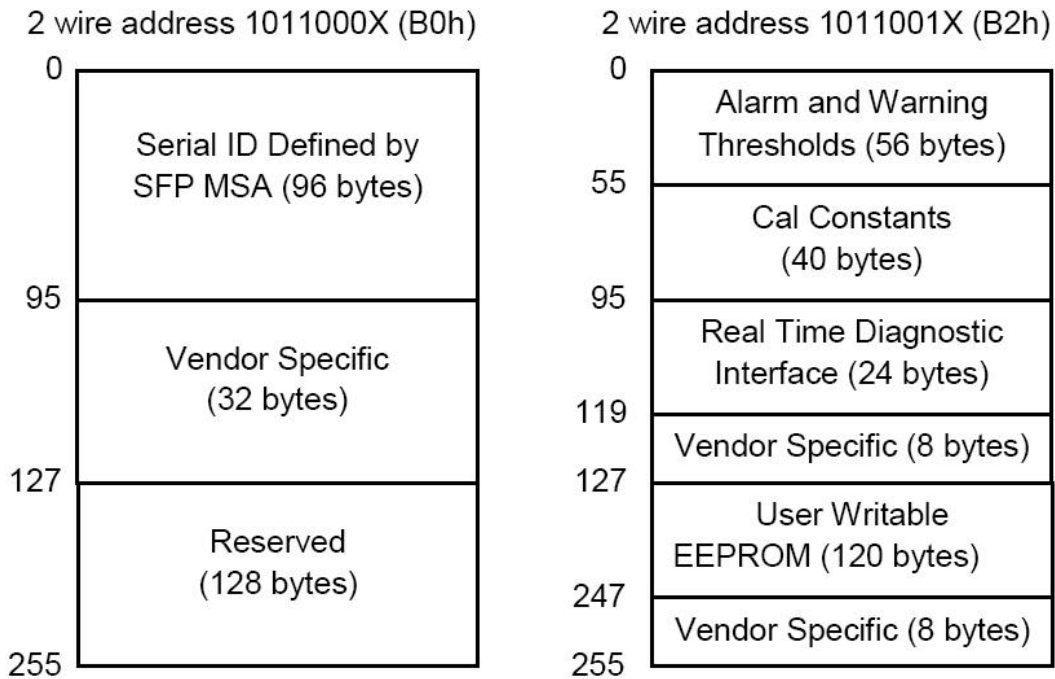 2 wire address 1011000X (B0h)
0
Serial ID Defined by
SFP MSA (96 bytes)
95
Vendor Specific
(32 bytes)
127
Reserved
(128 bytes)
255
2 wire address 1011001X (B2h)
0
Alarm and Warning
Thresholds (56 bytes)
55
Cal Constants
(40 bytes)
95
Real Time Diagnostic
Interface (24 bytes)
119
Vendor Specific (8 bytes)
127
User Writable
EEPROM (120 bytes)
247
Vendor Specific (8 bytes)
255